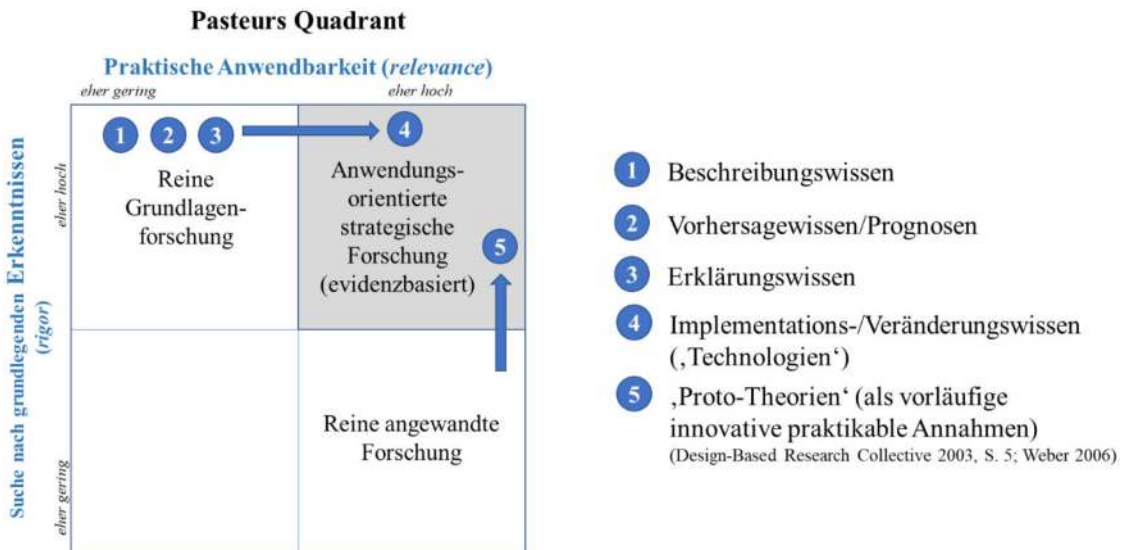 Pasteurs Quadrant
Praktische Anwendbarkeit (relevance)
eher gering
eher hoch
Suche nach grundlegenden Erkenntnissen
(rigor)
eher hoch
eher gering
1 2 3
4
Reine
Grundlagen-
forschung
Anwendungs-
orientierte
strategische
Forschung
(evidenzbasiert)
5
Reine angewandte
Forschung
1 Beschreibungswissen
2 Vorhersagewissen/Prognosen
3 Erklärungswissen
4 Implementations-/Veränderungswissen
(‚Technologien‘)
5 ‚Proto-Theorien‘ (als vorläufige
innovative praktikable Annahmen)
(Design-Based Research Collective 2003, S. 5; Weber 2006)